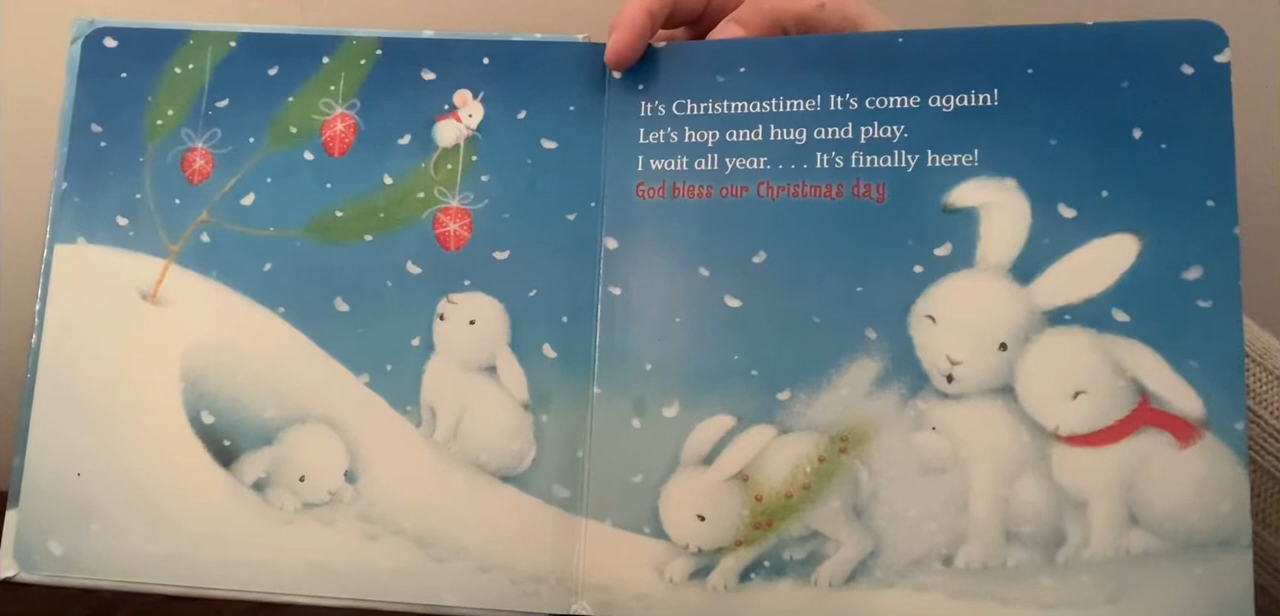 It's Christmastime! It's come again!
Let's hop and hug and play.
I wait all year. . . . It's finally here!
God bless our Christmas day